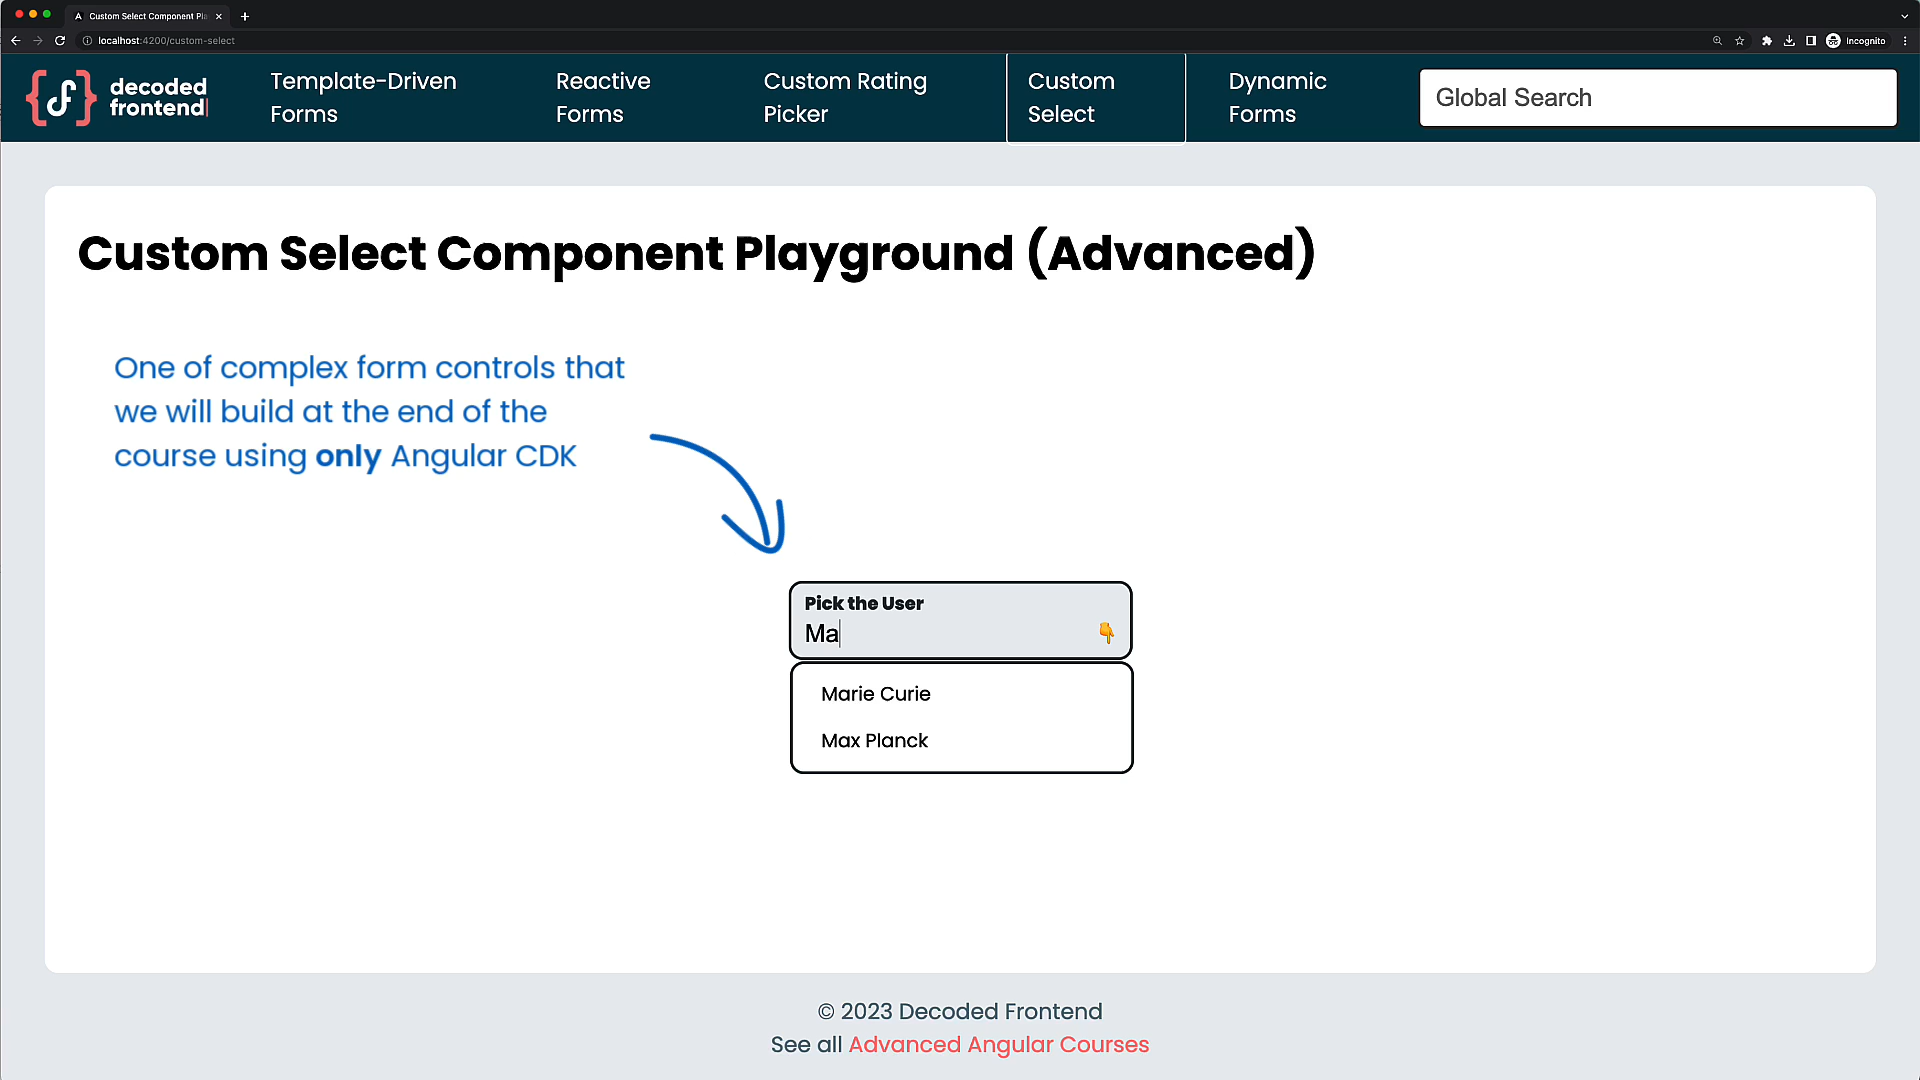 Custom Select Component Pla
localhost:4200/custom-select
Incognito
decoded
frontend
Template-Driven
Forms
Reactive
Forms
Custom Rating
Picker
Custom
Select
Dynamic
Forms
Global Search
Custom Select Component Playground (Advanced)
One of complex form controls that
we will build at the end of the
course using only Angular CDK
Pick the User
Ma
Marie Curie
Max Planck
© 2023 Decoded Frontend
See all Advanced Angular Courses